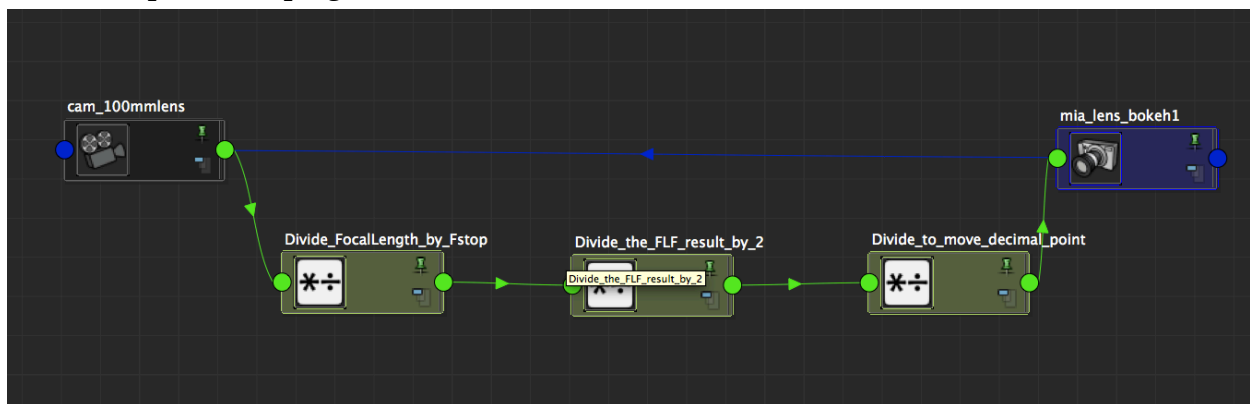 cam_100mmlens
mia_lens_bokeh1
Divide_FocalLength_by_Fstop
Divide_the_FLF_result_by_2
Divide_to_move_decimal_point
Divide_the_FLF_result_by_2